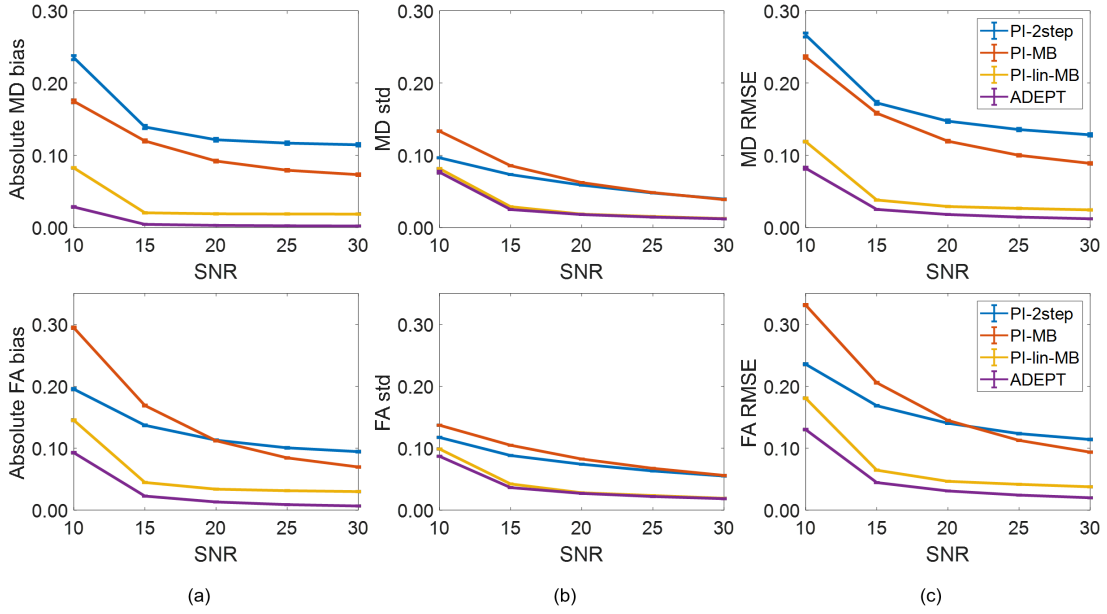 Absolute MD bias
0.30
0.20
0.10
0.00
10 15 20 25 30
SNR
MD std
0.30
0.20
0.10
0.00
10 15 20 25 30
SNR
MD RMSE
0.30
0.20
0.10
0.00
10 15 20 25 30
SNR
PI-2step
PI-MB
PI-lin-MB
ADEPT
Absolute FA bias
0.30
0.20
0.10
0.00
10 15 20 25 30
SNR
FA std
0.30
0.20
0.10
0.00
10 15 20 25 30
SNR
FA RMSE
0.30
0.20
0.10
0.00
10 15 20 25 30
SNR
PI-2step
PI-MB
PI-lin-MB
ADEPT
(a)
(b)
(c)